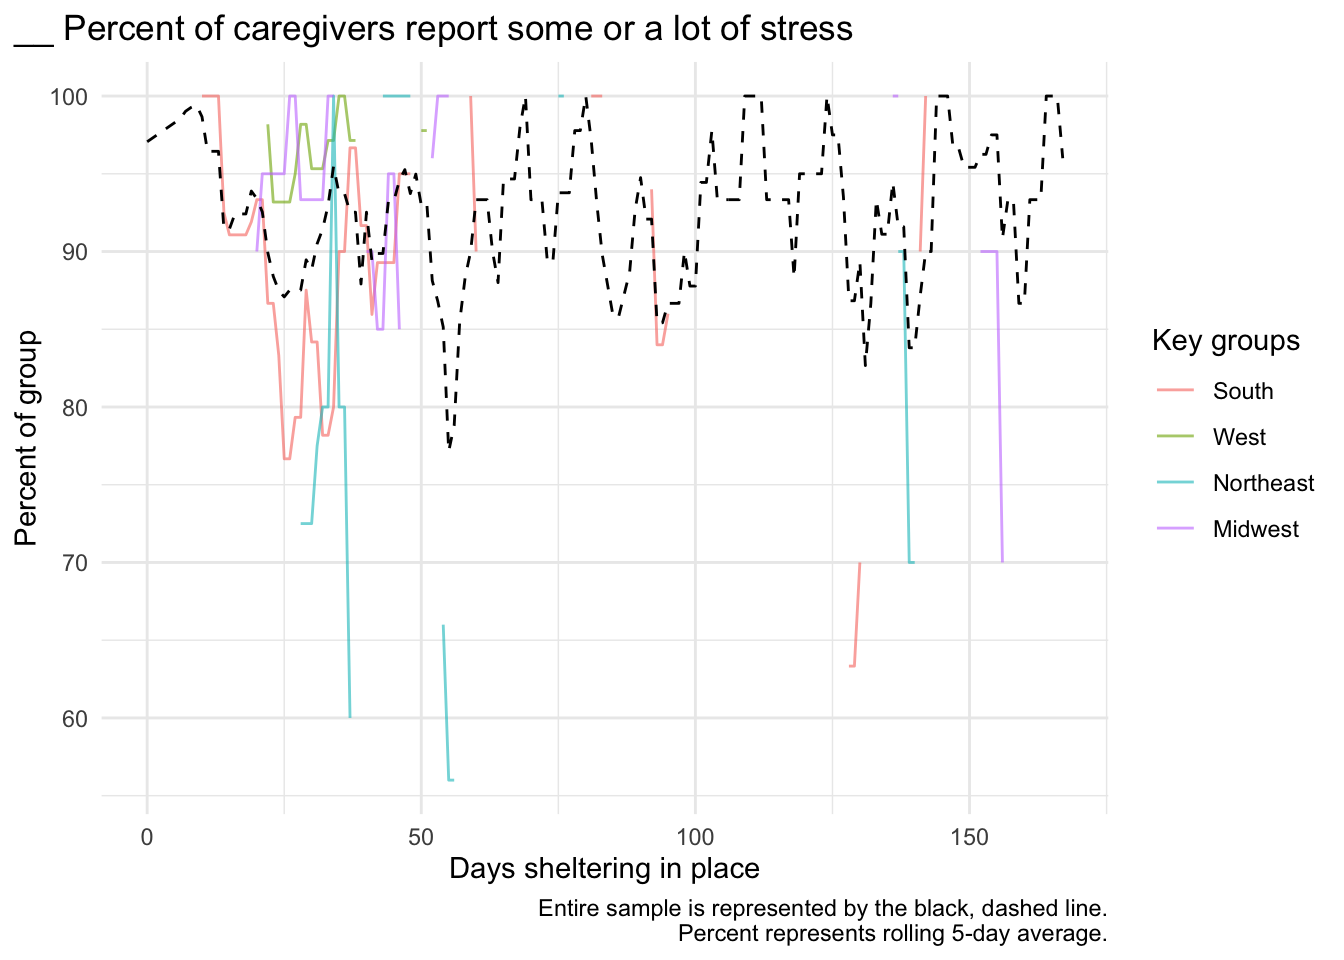 __ Percent of caregivers report some or a lot of stress
100
90
80
70
60
Percent of group
0
50
100
150
Days sheltering in place
Key groups
South
West
Northeast
Midwest
Entire sample is represented by the black, dashed line.
Percent represents rolling 5-day average.